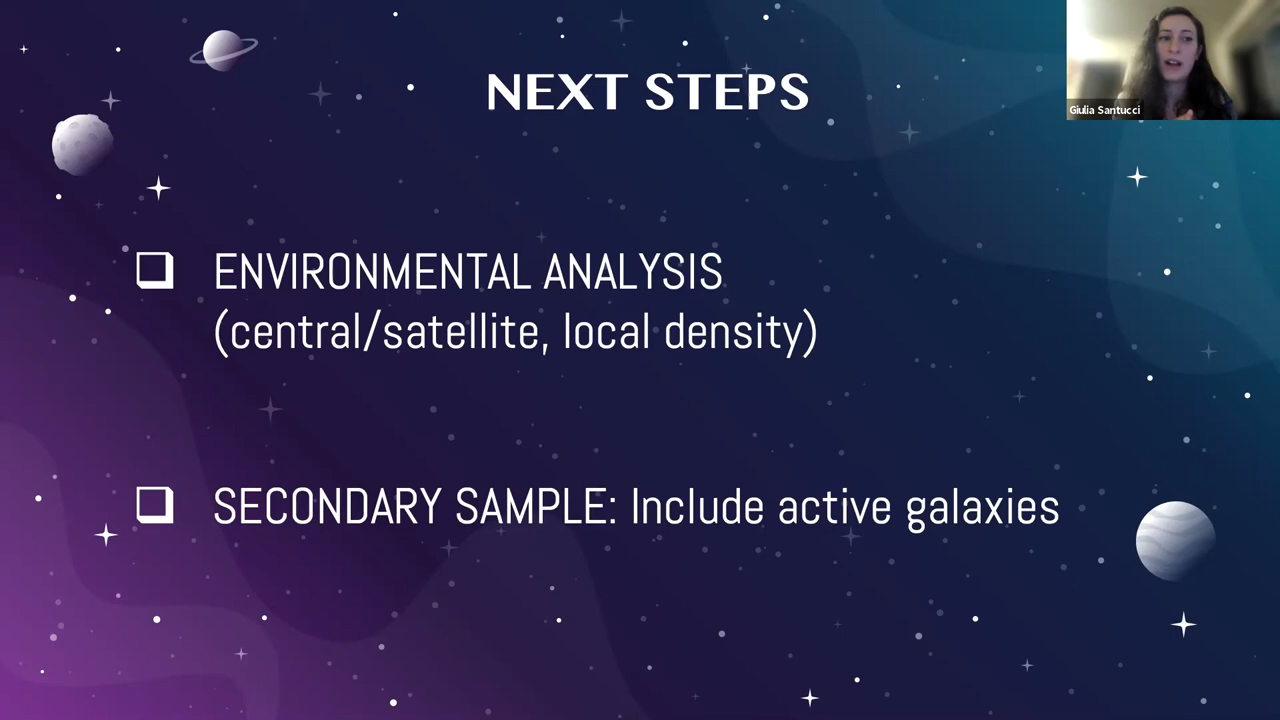 NEXT STEPS
Giulia Santucci
ENVIRONMENTAL ANALYSIS
(central/satellite, local density)
SECONDARY SAMPLE: Include active galaxies